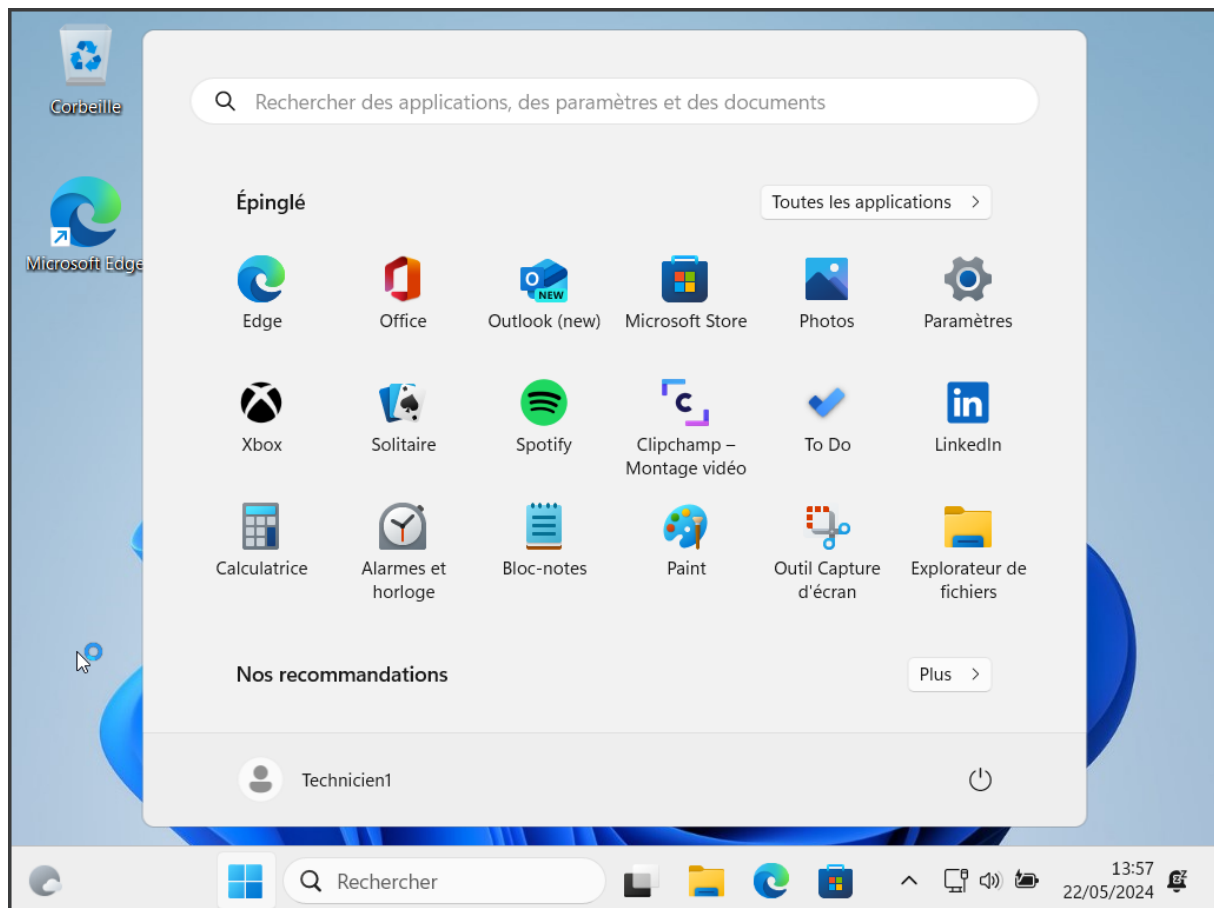 Corbeille
Microsoft Edge
Rechercher des applications, des paramètres et des documents
Épinglé
Toutes les applications
Edge
Office
Outlook (new)
Microsoft Store
Photos
Paramètres
Xbox
Solitaire
Spotify
Clipchamp –
Montage vidéo
To Do
LinkedIn
Calculatrice
Alarmes et
horloge
Bloc-notes
Paint
Outil Capture
d'écran
Explorateur de
fichiers
Nos recommandations
Plus
Technicien1
Rechercher
13:57
22/05/2024